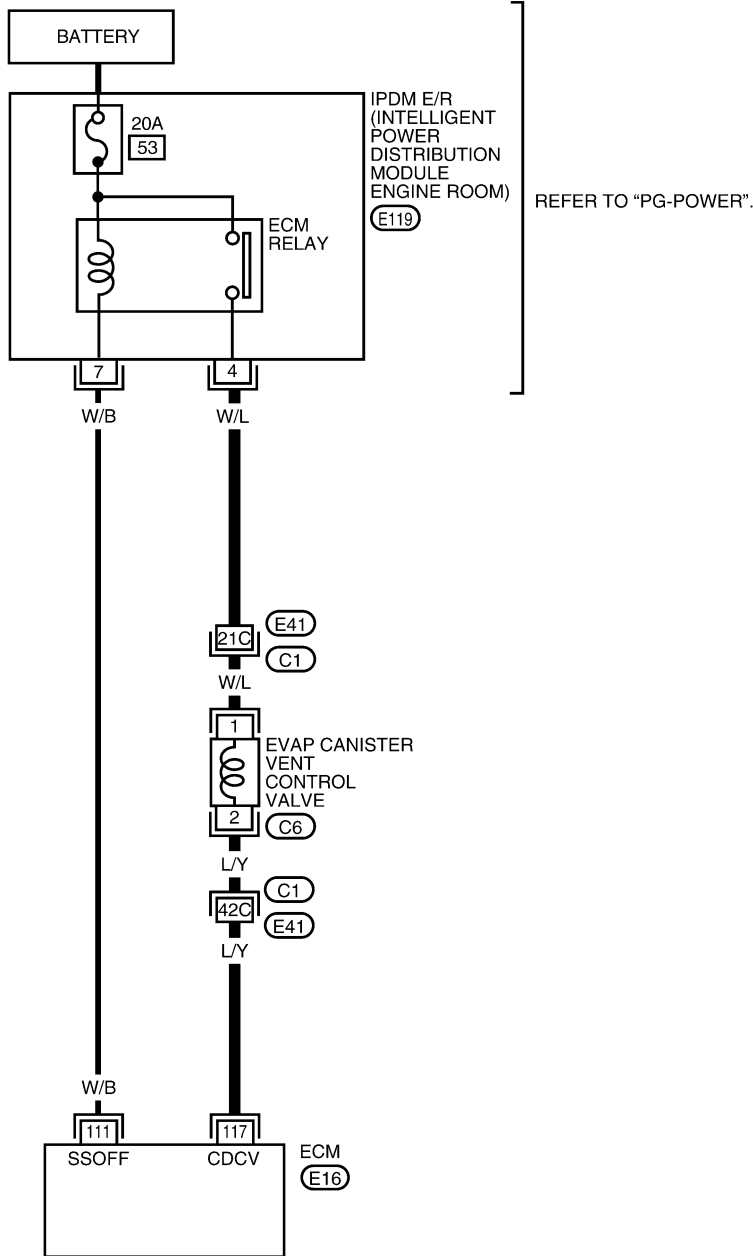 BATTERY
20A
53
IPDM E/R
(INTELLIGENT
POWER
DISTRIBUTION
MODULE
ENGINE ROOM)
E119
REFER TO “PG-POWER”.
ECM
RELAY
7
4
W/B
W/L
E41
21C
C1
W/L
1
EVAP CANISTER
VENT
CONTROL
VALVE
2
C6
L/Y
C1
42C
E41
L/Y
W/B
111
117
SSOFF
CDCV
ECM
E16